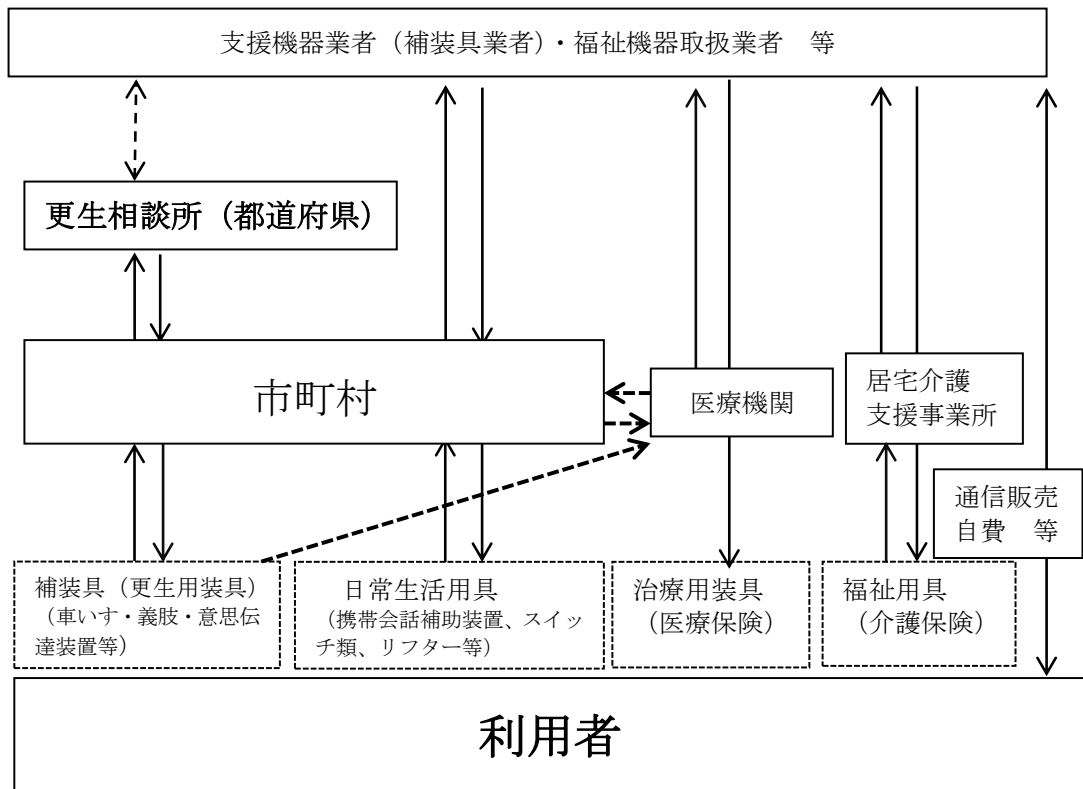 支援機器業者（補装具業者）・福祉機器取扱業者　等
更生相談所（都道府県）
市町村
医療機関
居宅介護
支援事業所
通信販売
自費　等
補装具（更生用装具）
（車いす・義肢・意思伝
達装置等）
日常生活用具
（携帯会話補助装置、スイッ
チ類、リフター等）
治療用装具
（医療保険）
福祉用具
（介護保険）
利用者